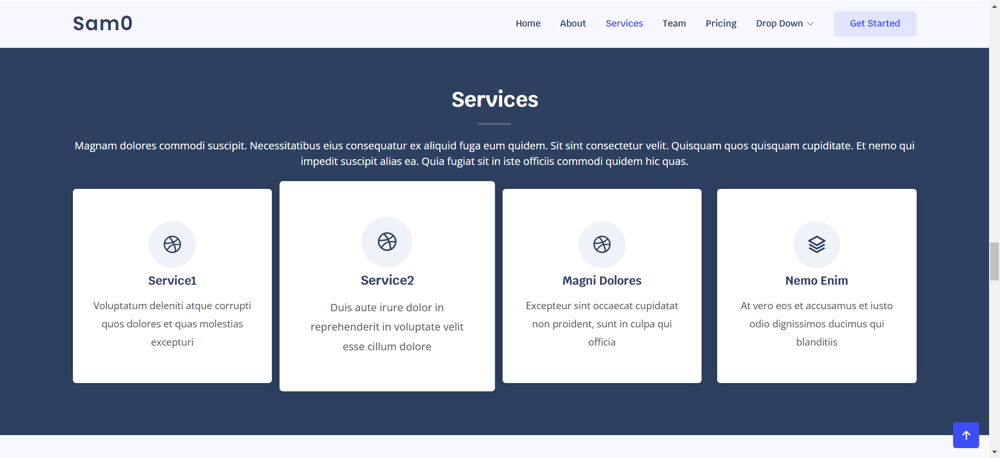 Sam0
Home About Services Team Pricing Drop Down Get Started
Services
Magnam dolores commodi suscipit. Necessitatibus eius consequatur ex aliquid fuga eum quidem. Sit sint consectetur velit. Quisquam quos quisquam cupiditate. Et nemo qui
impedit suscipit alias ea. Quia fugiat sit in iste officiis commodi quidem hic quas.
Service1
Voluptatum deleniti atque corrupti
quos dolores et quas molestias
excepturi
Service2
Duis aute irure dolor in
reprehenderit in voluptate velit
esse cillum dolore
Magni Dolores
Excepteur sint occaecat cupidatat
non proident, sunt in culpa qui
officia
Nemo Enim
At vero eos et accusamus et iusto
odio dignissimos ducimus qui
blanditiis